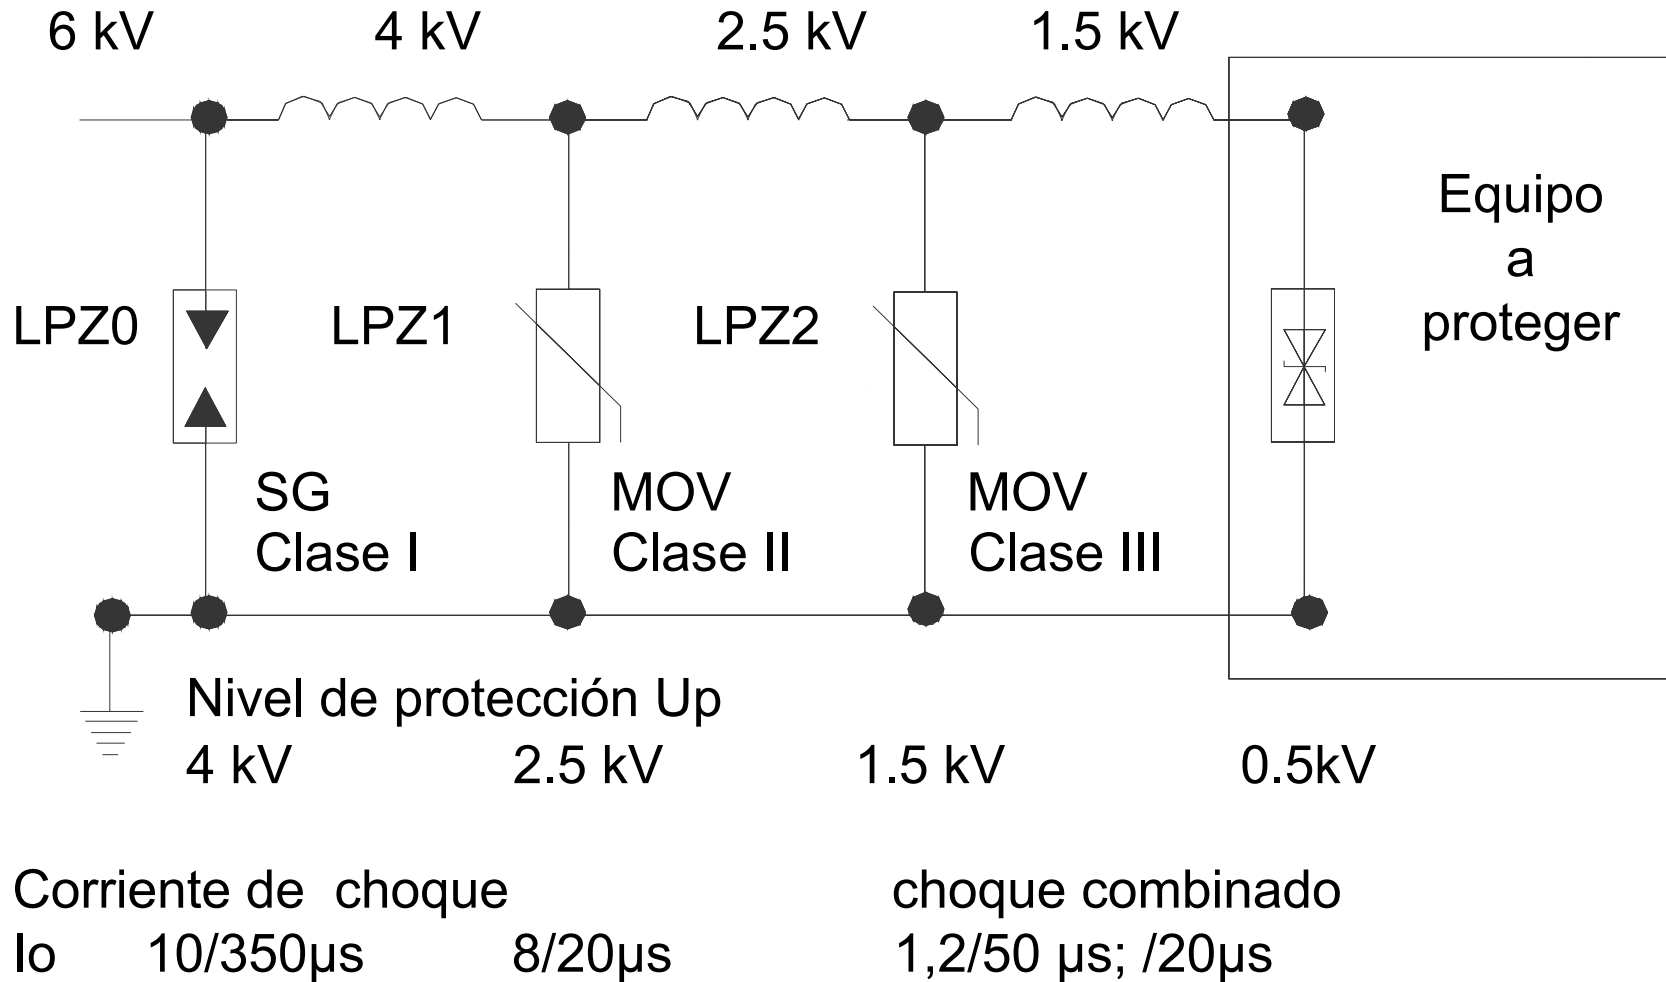 6 kV 4 kV 2.5 kV 1.5 kV
Equipo
a
proteger
LPZ0 LPZ1 LPZ2
SG MOV MOV
Clase I Clase II Clase III
Nivel de protección Up
4 kV 2.5 kV 1.5 kV 0.5kV
Corriente de choque choque combinado
Io 10/350µs 8/20µs 1,2/50 µs; /20µs